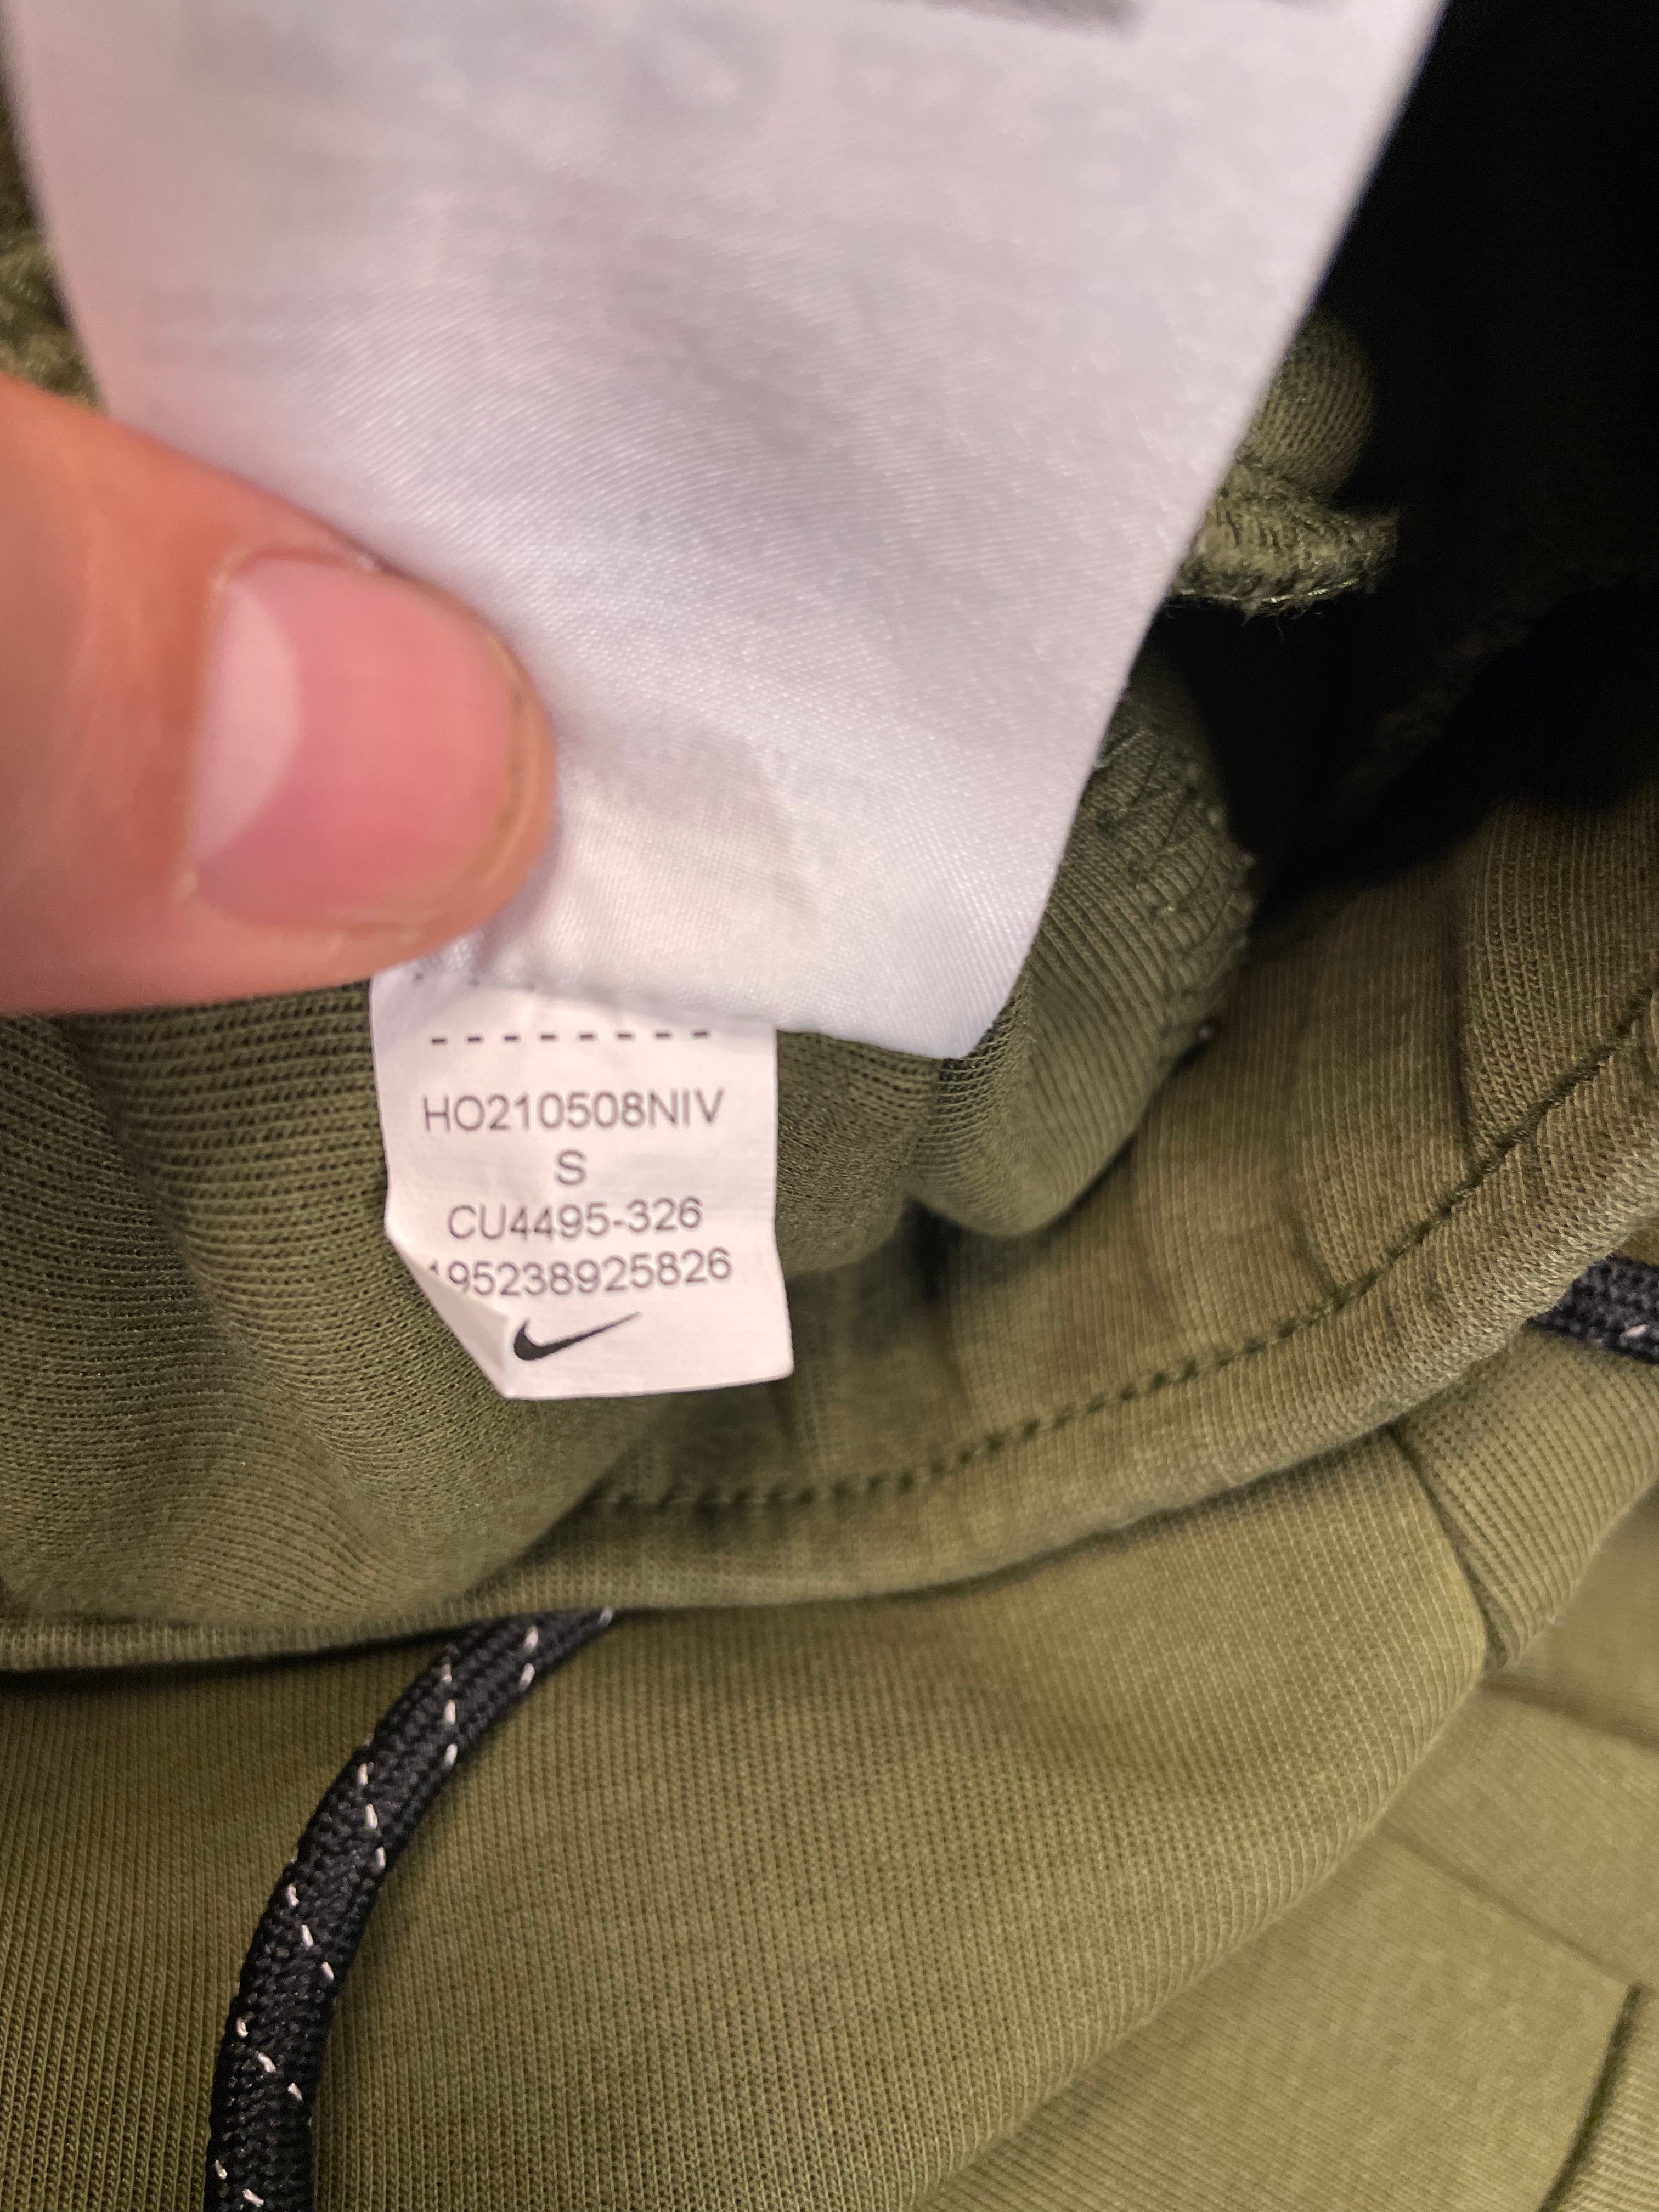 - - - - - - - -
HO210508NIV
S
CU4495-326
195238925826